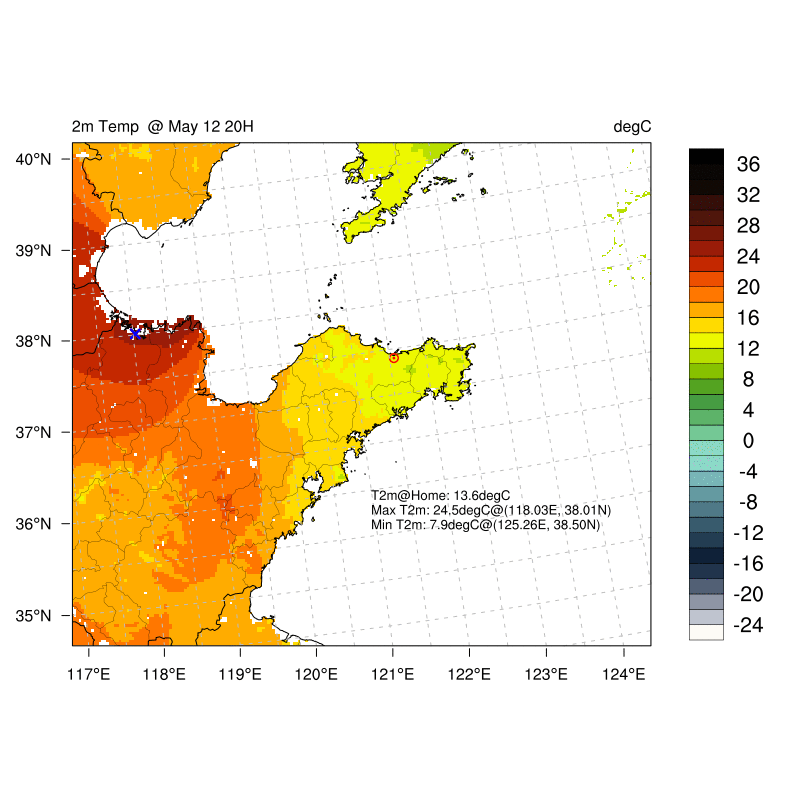 2m Temp @ May 12 20H
degC
40°N
39°N
38°N
37°N
36°N
35°N
117°E
118°E
119°E
120°E
121°E
122°E
123°E
124°E
T2m@Home: 13.6degC
Max T2m: 24.5degC@(118.03E, 38.01N)
Min T2m: 7.9degC@(125.26E, 38.50N)
36
32
28
24
20
16
12
8
4
0
-4
-8
-12
-16
-20
-24